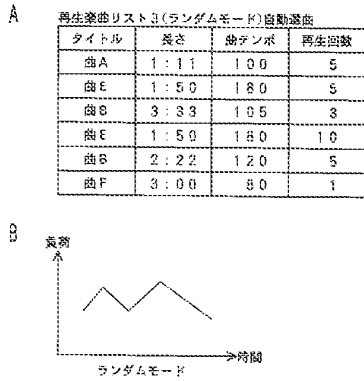 A
再生楽曲リスト3(ランダムモード)自動選曲
タイトル 長さ 曲テンポ 再生回数
曲A 1:11 100 5
曲E 1:50 180 5
曲B 3:33 105 3
曲E 1:50 180 10
曲B 2:22 120 5
曲F 3:00 80 1
B
負荷
時間
ランダムモード